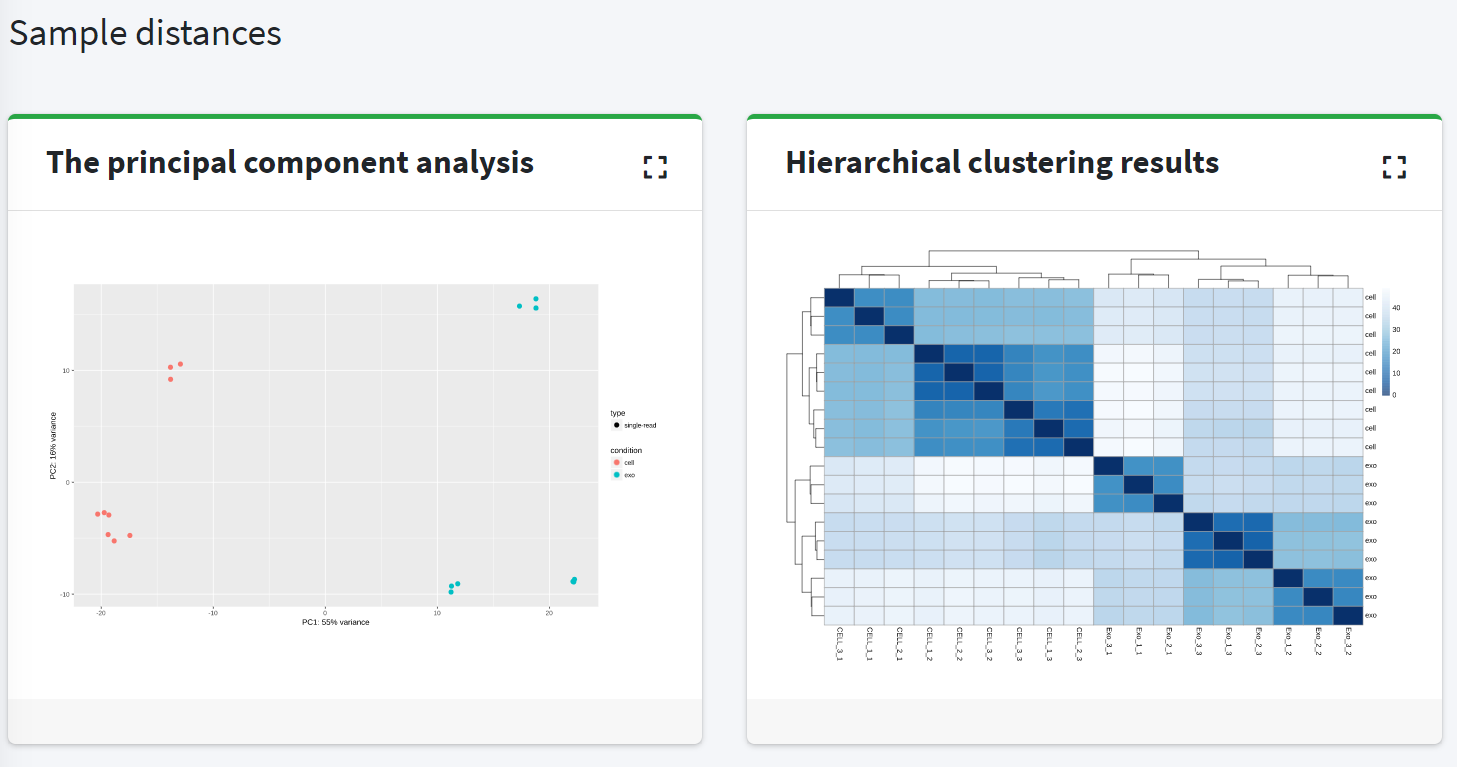 Sample distances
The principal component analysis
10
0
-10
-20
-10
0
10
20
PC2: 16% variance
PC1: 55% variance
type
single-read
condition
cell
exo
Hierarchical clustering results
cell
cell
cell
cell
cell
cell
cell
cell
cell
exo
exo
exo
exo
exo
exo
exo
exo
exo
40
30
20
10
0
CELL_3_1
CELL_1_1
CELL_2_1
CELL_1_2
CELL_2_2
CELL_3_2
CELL_3_3
CELL_1_3
CELL_2_3
Exo_3_1
Exo_1_1
Exo_2_1
Exo_3_3
Exo_1_3
Exo_2_3
Exo_1_2
Exo_2_2
Exo_3_2